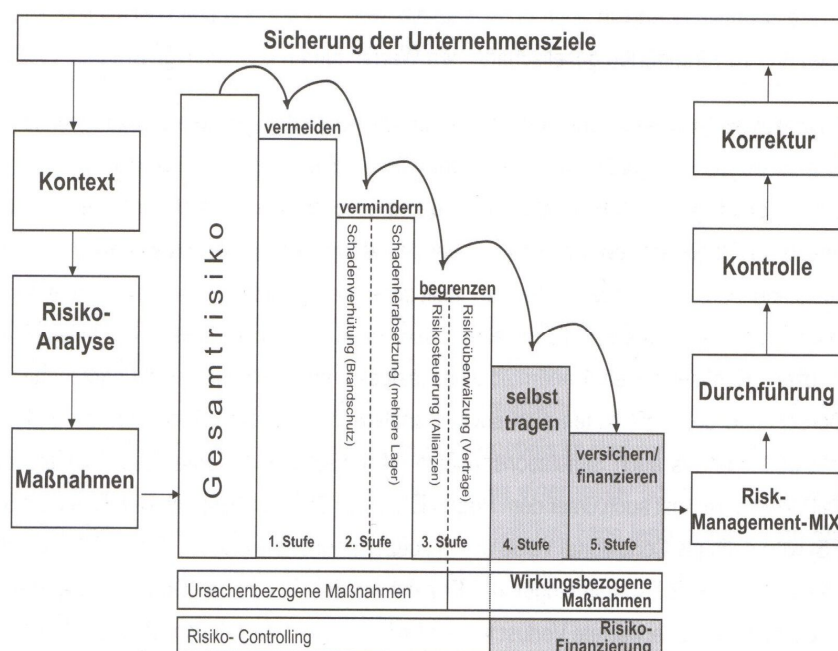 Sicherung der Unternehmensziele
Kontext
Risiko-
Analyse
Maßnahmen
Gesamtrisiko
vermeiden
1. Stufe
vermindern
Schadenverhütung (Brandschutz)
Schadenherabsetzung (mehrere Lager)
2. Stufe
begrenzen
Risikosteuerung (Allianzen)
Risikoüberwälzung (Verträge)
3. Stufe
selbst
tragen
4. Stufe
versichern/
finanzieren
5. Stufe
Korrektur
Kontrolle
Durchführung
Risk-
Management-MIX
Ursachenbezogene Maßnahmen
Wirkungsbezogene
Maßnahmen
Risiko- Controlling
Risiko-
Finanzierung